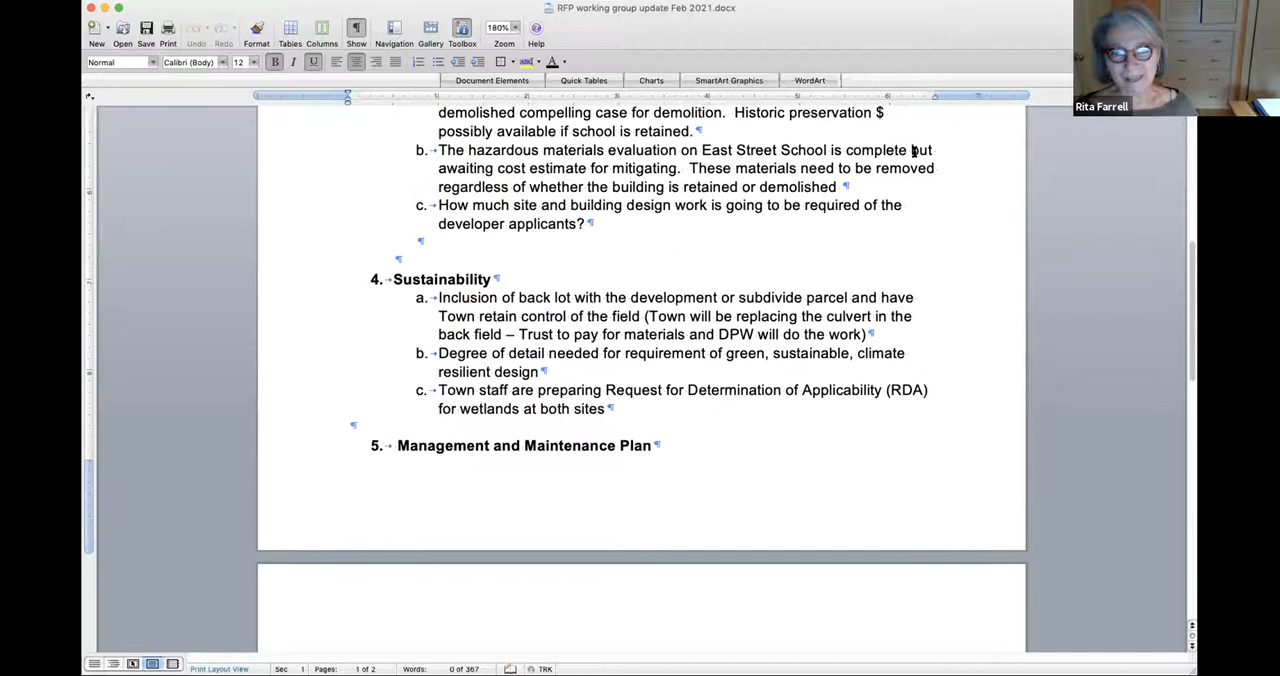 RFP working group update Feb 2021.docx
New Open Save Print Undo Redo Format Tables Columns Show Navigation Gallery Toolbox Zoom Help
180%
Normal Calibri (Body) 12 B I U A
Document Elements Quick Tables Charts SmartArt Graphics WordArt
Rita Farrell
demolished compelling case for demolition. Historic preservation $
possibly available if school is retained.
b. The hazardous materials evaluation on East Street School is complete but
awaiting cost estimate for mitigating. These materials need to be removed
regardless of whether the building is retained or demolished
c. How much site and building design work is going to be required of the
developer applicants?
4. Sustainability
a. Inclusion of back lot with the development or subdivide parcel and have
Town retain control of the field (Town will be replacing the culvert in the
back field – Trust to pay for materials and DPW will do the work)
b. Degree of detail needed for requirement of green, sustainable, climate
resilient design
c. Town staff are preparing Request for Determination of Applicability (RDA)
for wetlands at both sites
5. Management and Maintenance Plan
Print Layout View Sec 1 Pages: 1 of 2 Words: 0 of 367 TRK